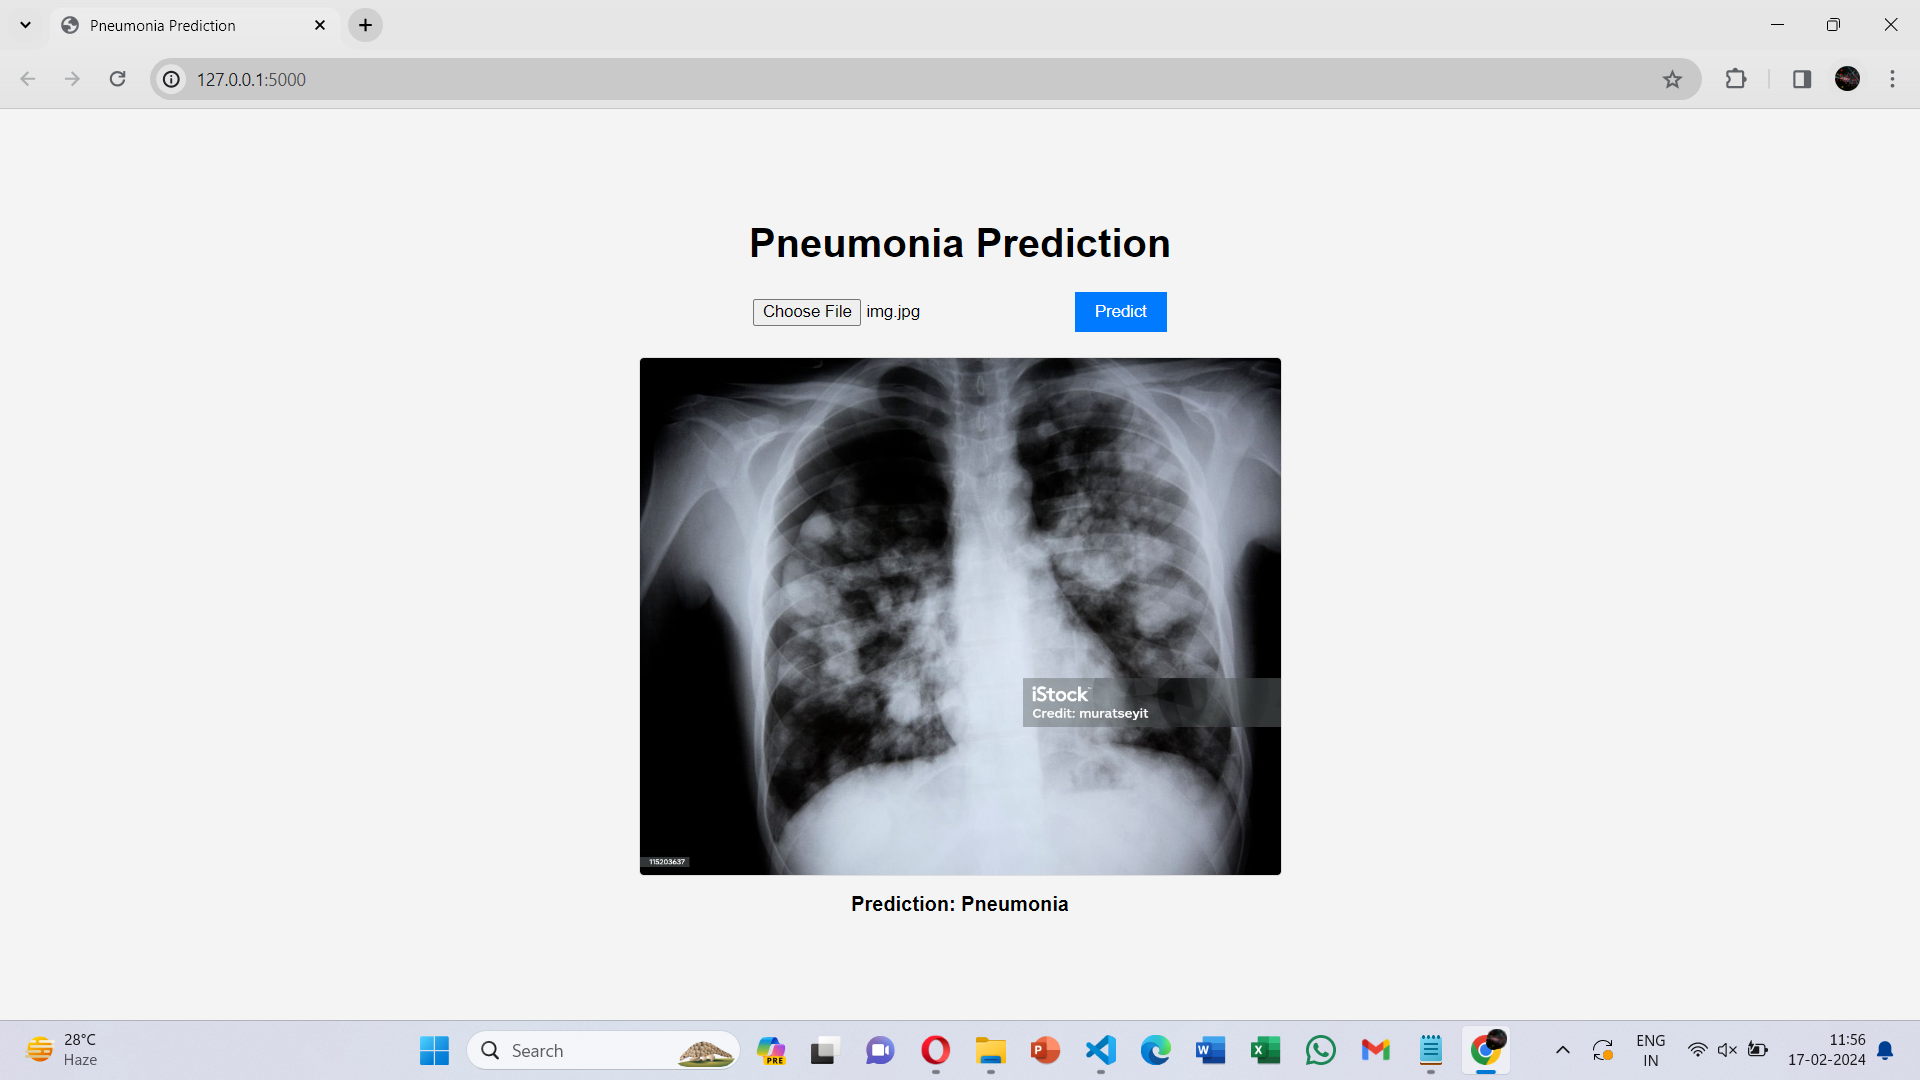 Pneumonia Prediction
127.0.0.1:5000
Pneumonia Prediction
Choose File img.jpg
Predict
iStock
Credit: muratseyit
115203637
Prediction: Pneumonia
28°C
Haze
Search
PRE
ENG
IN
11:56
17-02-2024